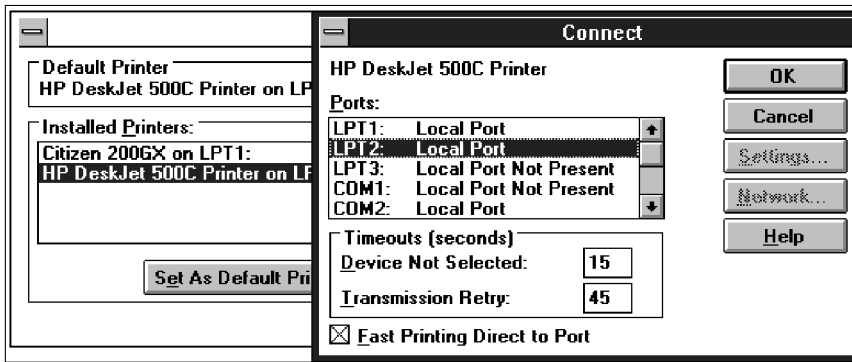 Default Printer
HP DeskJet 500C Printer on LP
Installed Printers:
Citizen 200GX on LPT1:
HP DeskJet 500C Printer on LP
Set As Default Pri
Connect
HP DeskJet 500C Printer
Ports:
LPT1: Local Port
LPT2: Local Port
LPT3: Local Port Not Present
COM1: Local Port Not Present
COM2: Local Port
Timeouts (seconds)
Device Not Selected: 15
Transmission Retry: 45
Fast Printing Direct to Port
OK
Cancel
Settings...
Network...
Help